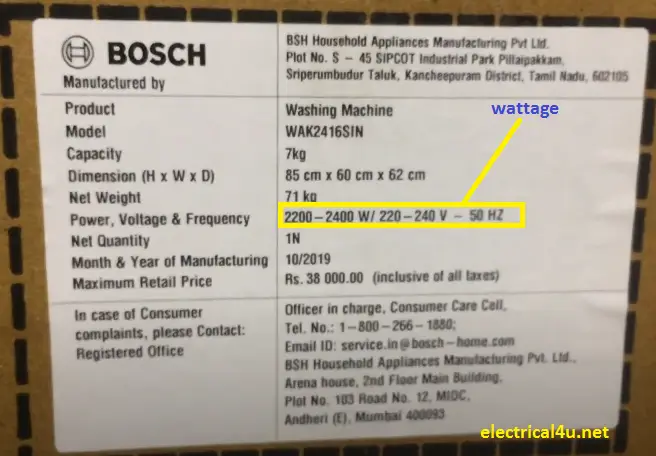 BOSCH
Manufactured by
BSH Household Appliances Manufacturing Pvt Ltd.
Plot No. S – 45 SIPCOT Industrial Park Pillaipakkam,
Sriperumbudur Taluk, Kancheepuram District, Tamil Nadu, 602105
wattage
Product Washing Machine
Model WAK2416SIN
Capacity 7kg
Dimension (H x W x D) 85 cm x 60 cm x 62 cm
Net Weight 71 kg
Power, Voltage & Frequency 2200–2400 W/ 220–240 V – 50 HZ
Net Quantity 1N
Month & Year of Manufacturing 10/2019
Maximum Retail Price Rs. 38 000.00 (inclusive of all taxes)
In case of Consumer
complaints, please Contact:
Registered Office
Officer in charge, Consumer Care Cell,
Tel. No.: 1–800–266–1880;
Email ID: service.in@bosch–home.com
BSH Household Appliances Manufacturing Pvt. Ltd.,
Arena house, 2nd Floor Main Building,
Plot No. 103 Road No. 12, MIDC,
Andheri (E), Mumbai 400093
electrical4u.net